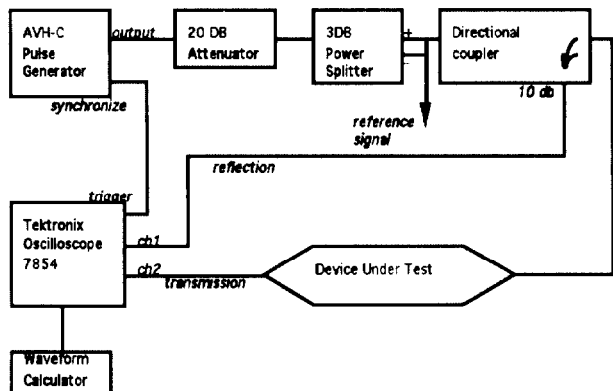 AVH-C
Pulse
Generator
output
20 DB
Attenuator
3DB
Power
Splitter
+
-
Directional
coupler
10 db
synchronize
reference
signal
reflection
trigger
Tektronix
Oscilloscope
7854
ch1
ch2
transmission
Device Under Test
Waveform
Calculator